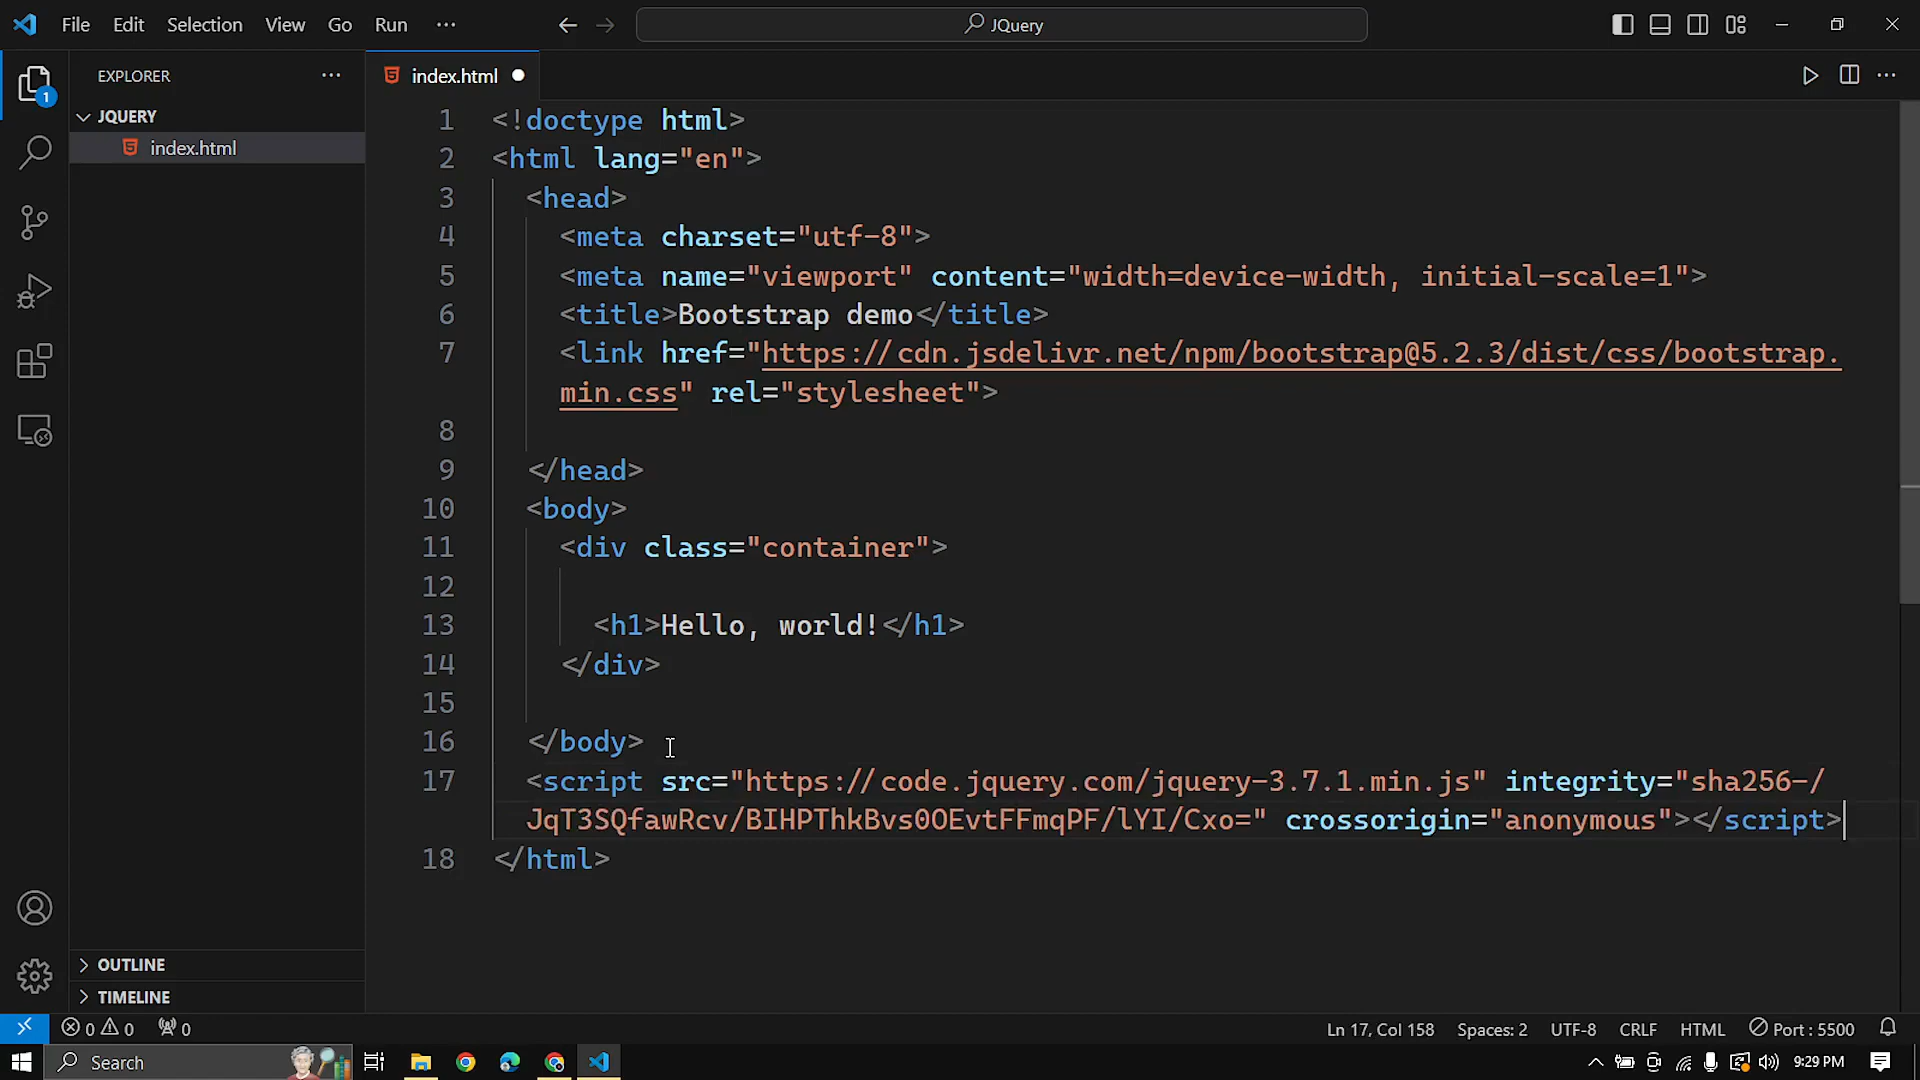 File Edit Selection View Go Run ···
JQuery
EXPLORER
index.html
JQUERY
index.html
1
1 <!doctype html>
2 <html lang="en">
3 <head>
4 <meta charset="utf-8">
5 <meta name="viewport" content="width=device-width, initial-scale=1">
6 <title>Bootstrap demo</title>
7 <link href="https://cdn.jsdelivr.net/npm/bootstrap@5.2.3/dist/css/bootstrap.
min.css" rel="stylesheet">
8
9 </head>
10 <body>
11 <div class="container">
12
13 <h1>Hello, world!</h1>
14 </div>
15
16 </body>
17 <script src="https://code.jquery.com/jquery-3.7.1.min.js" integrity="sha256-/
JqT3SQfawRcv/BIHPThkBvs0OEvtFFmqPF/lYI/Cxo=" crossorigin="anonymous"></script>
18 </html>
OUTLINE
TIMELINE
0 0 0
Ln 17, Col 158 Spaces: 2 UTF-8 CRLF HTML Port : 5500
Search
9:29 PM